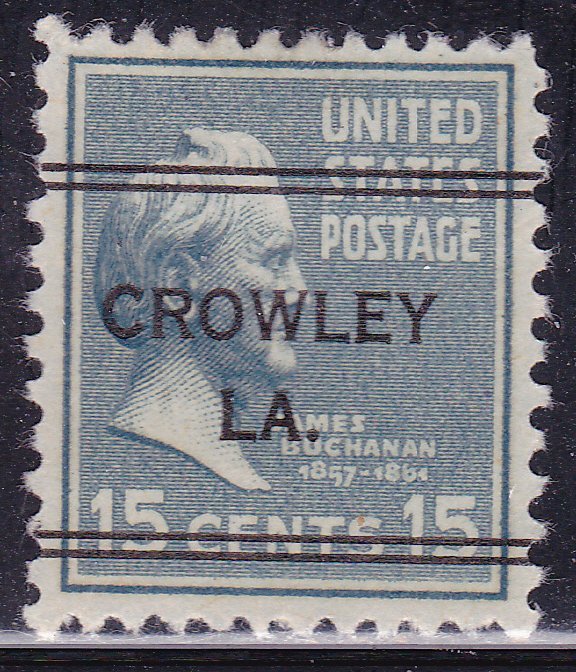 UNITED
STATES
POSTAGE
CROWLEY
LA.
JAMES
BUCHANAN
1857-1861
15 CENTS 15